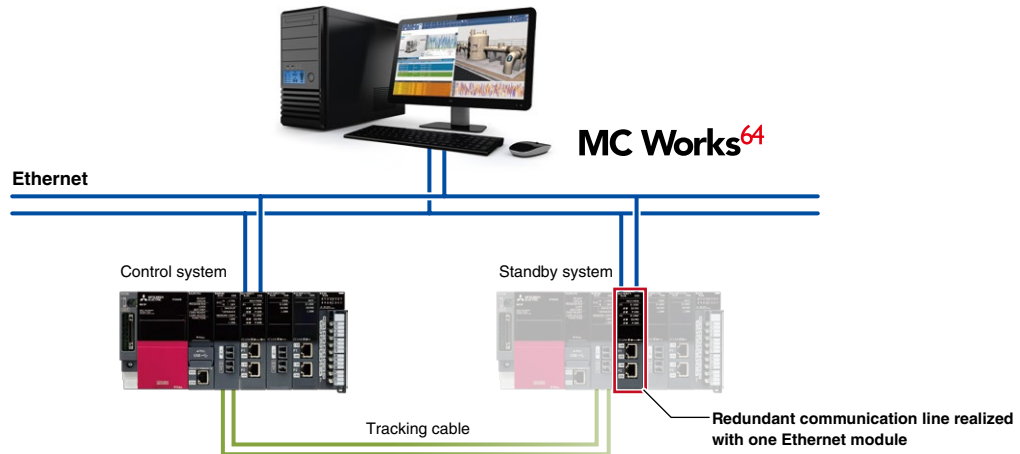 MC Works64
Ethernet
Control system
Standby system
Tracking cable
Redundant communication line realized
with one Ethernet module